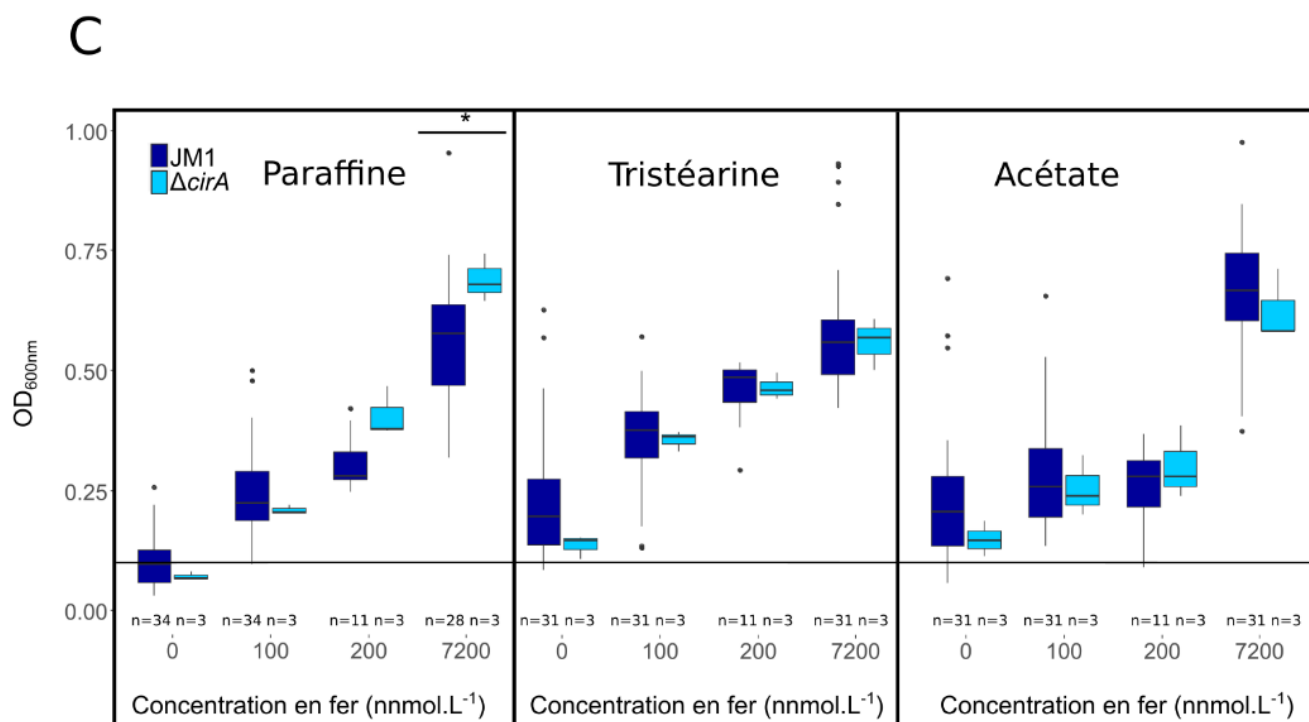 C
*
1.00
JM1
ΔcirA
Paraffine
Tristéarine
Acétate
0.75
0.50
0.25
0.00
OD600nm
n=34 n=3 n=34 n=3 n=11 n=3 n=28 n=3
n=31 n=3 n=31 n=3 n=11 n=3 n=31 n=3
n=31 n=3 n=31 n=3 n=11 n=3 n=31 n=3
0 100 200 7200
0 100 200 7200
0 100 200 7200
Concentration en fer (nnmol.L⁻¹)
Concentration en fer (nnmol.L⁻¹)
Concentration en fer (nnmol.L⁻¹)